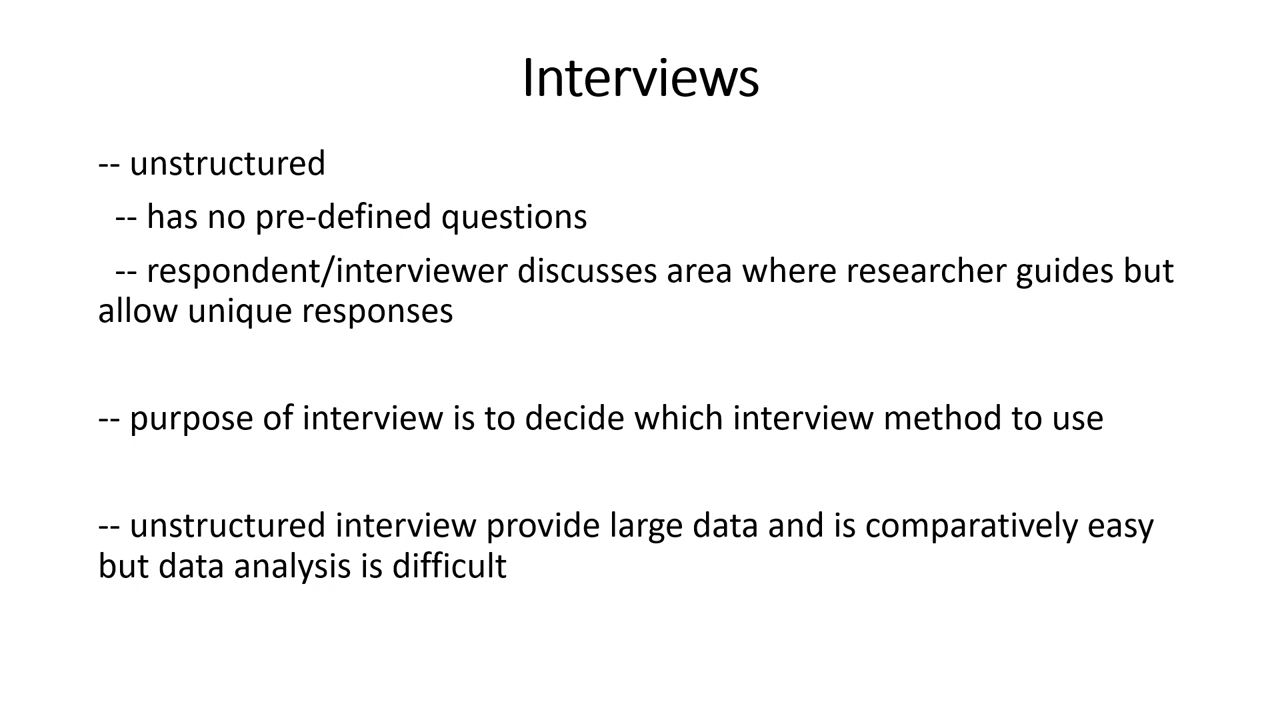 Interviews
-- unstructured
-- has no pre-defined questions
-- respondent/interviewer discusses area where researcher guides but
allow unique responses
-- purpose of interview is to decide which interview method to use
-- unstructured interview provide large data and is comparatively easy
but data analysis is difficult